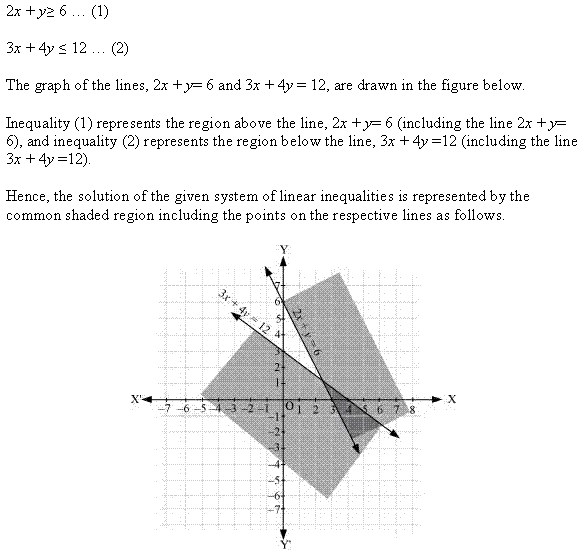 2x + y≥ 6 … (1)
3x + 4y ≤ 12 … (2)
The graph of the lines, 2x + y= 6 and 3x + 4y = 12, are drawn in the figure below.
Inequality (1) represents the region above the line, 2x + y= 6 (including the line 2x + y=
6), and inequality (2) represents the region below the line, 3x + 4y =12 (including the line
3x + 4y =12).
Hence, the solution of the given system of linear inequalities is represented by the
common shaded region including the points on the respective lines as follows.
Y
7
6
5
4
3
2
1
3x + 4y = 12
2x + y = 6
X' -7 -6 -5 -4 -3 -2 -1 O 1 2 3 4 5 6 7 8 X
-1
-2
-3
-4
-5
-6
-7
Y'